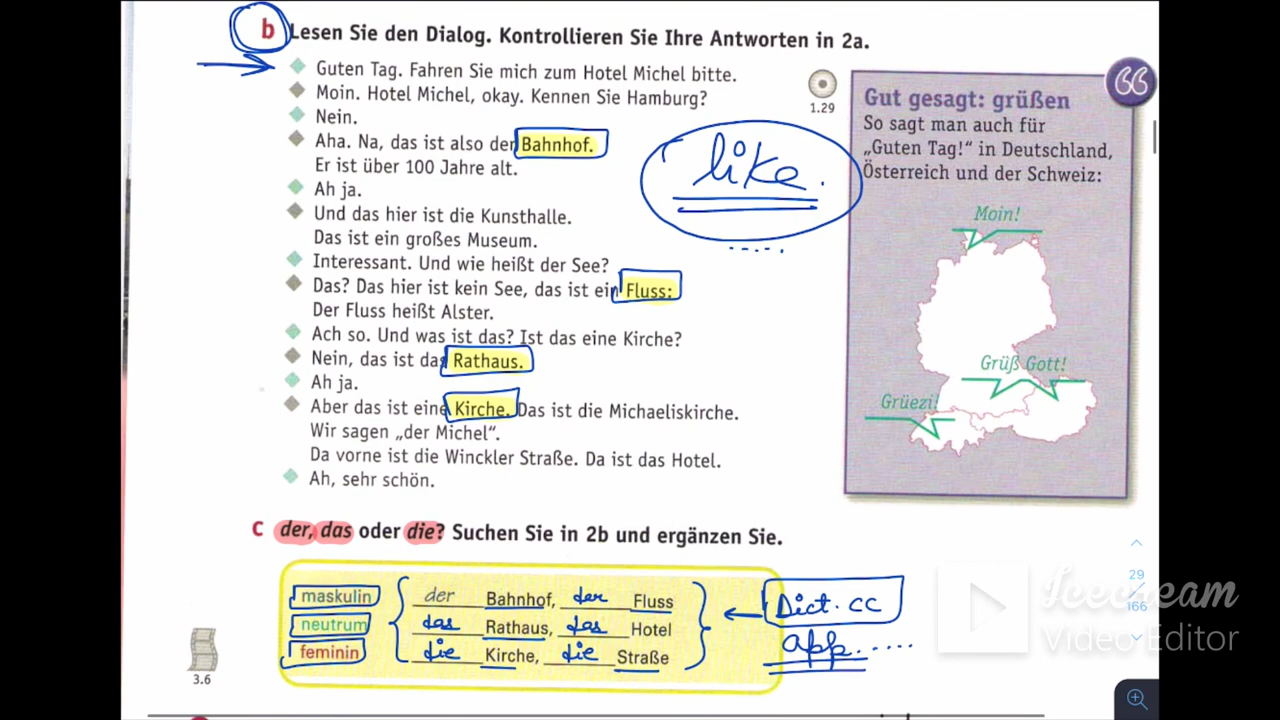 b Lesen Sie den Dialog. Kontrollieren Sie Ihre Antworten in 2a.
Guten Tag. Fahren Sie mich zum Hotel Michel bitte.
Moin. Hotel Michel, okay. Kennen Sie Hamburg?
Nein.
Aha. Na, das ist also der Bahnhof.
Er ist über 100 Jahre alt.
Ah ja.
Und das hier ist die Kunsthalle.
Das ist ein großes Museum.
Interessant. Und wie heißt der See?
Das? Das hier ist kein See, das ist ein Fluss:
Der Fluss heißt Alster.
Ach so. Und was ist das? Ist das eine Kirche?
Nein, das ist das Rathaus.
Ah ja.
Aber das ist eine Kirche. Das ist die Michaeliskirche.
Wir sagen „der Michel“.
Da vorne ist die Winckler Straße. Da ist das Hotel.
Ah, sehr schön.
1.29
like.
Gut gesagt: grüßen
So sagt man auch für
„Guten Tag!“ in Deutschland,
Österreich und der Schweiz:
Moin!
Grüß Gott!
Grüezi!
c der, das oder die? Suchen Sie in 2b und ergänzen Sie.
maskulin der Bahnhof, der Fluss
neutrum das Rathaus, das Hotel
feminin die Kirche, die Straße
Dict.cc
app.....
3.6
29
166
Icecream
Video Editor